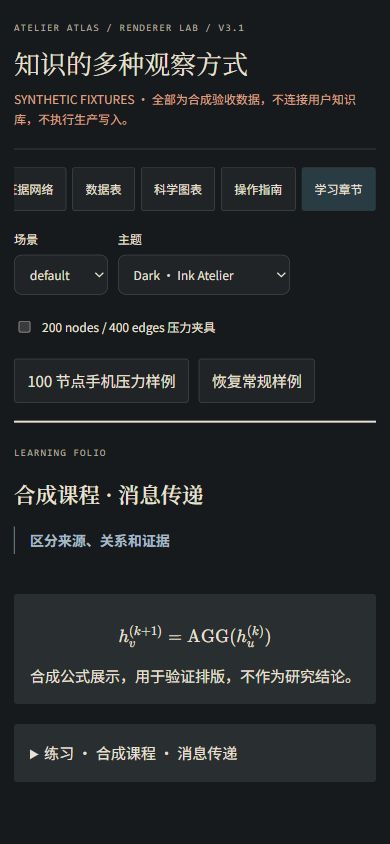 ATELIER ATLAS / RENDERER LAB / V3.1
知识的多种观察方式
SYNTHETIC FIXTURES · 全部为合成验收数据，不连接用户知识
库，不执行生产写入。
据网络 数据表 科学图表 操作指南 学习章节
场景 主题
default Dark · Ink Atelier
200 nodes / 400 edges 压力夹具
100 节点手机压力样例 恢复常规样例
LEARNING FOLIO
合成课程 · 消息传递
区分来源、关系和证据
h_v^{(k+1)} = AGG(h_u^{(k)})
合成公式展示，用于验证排版，不作为研究结论。
▶ 练习 · 合成课程 · 消息传递